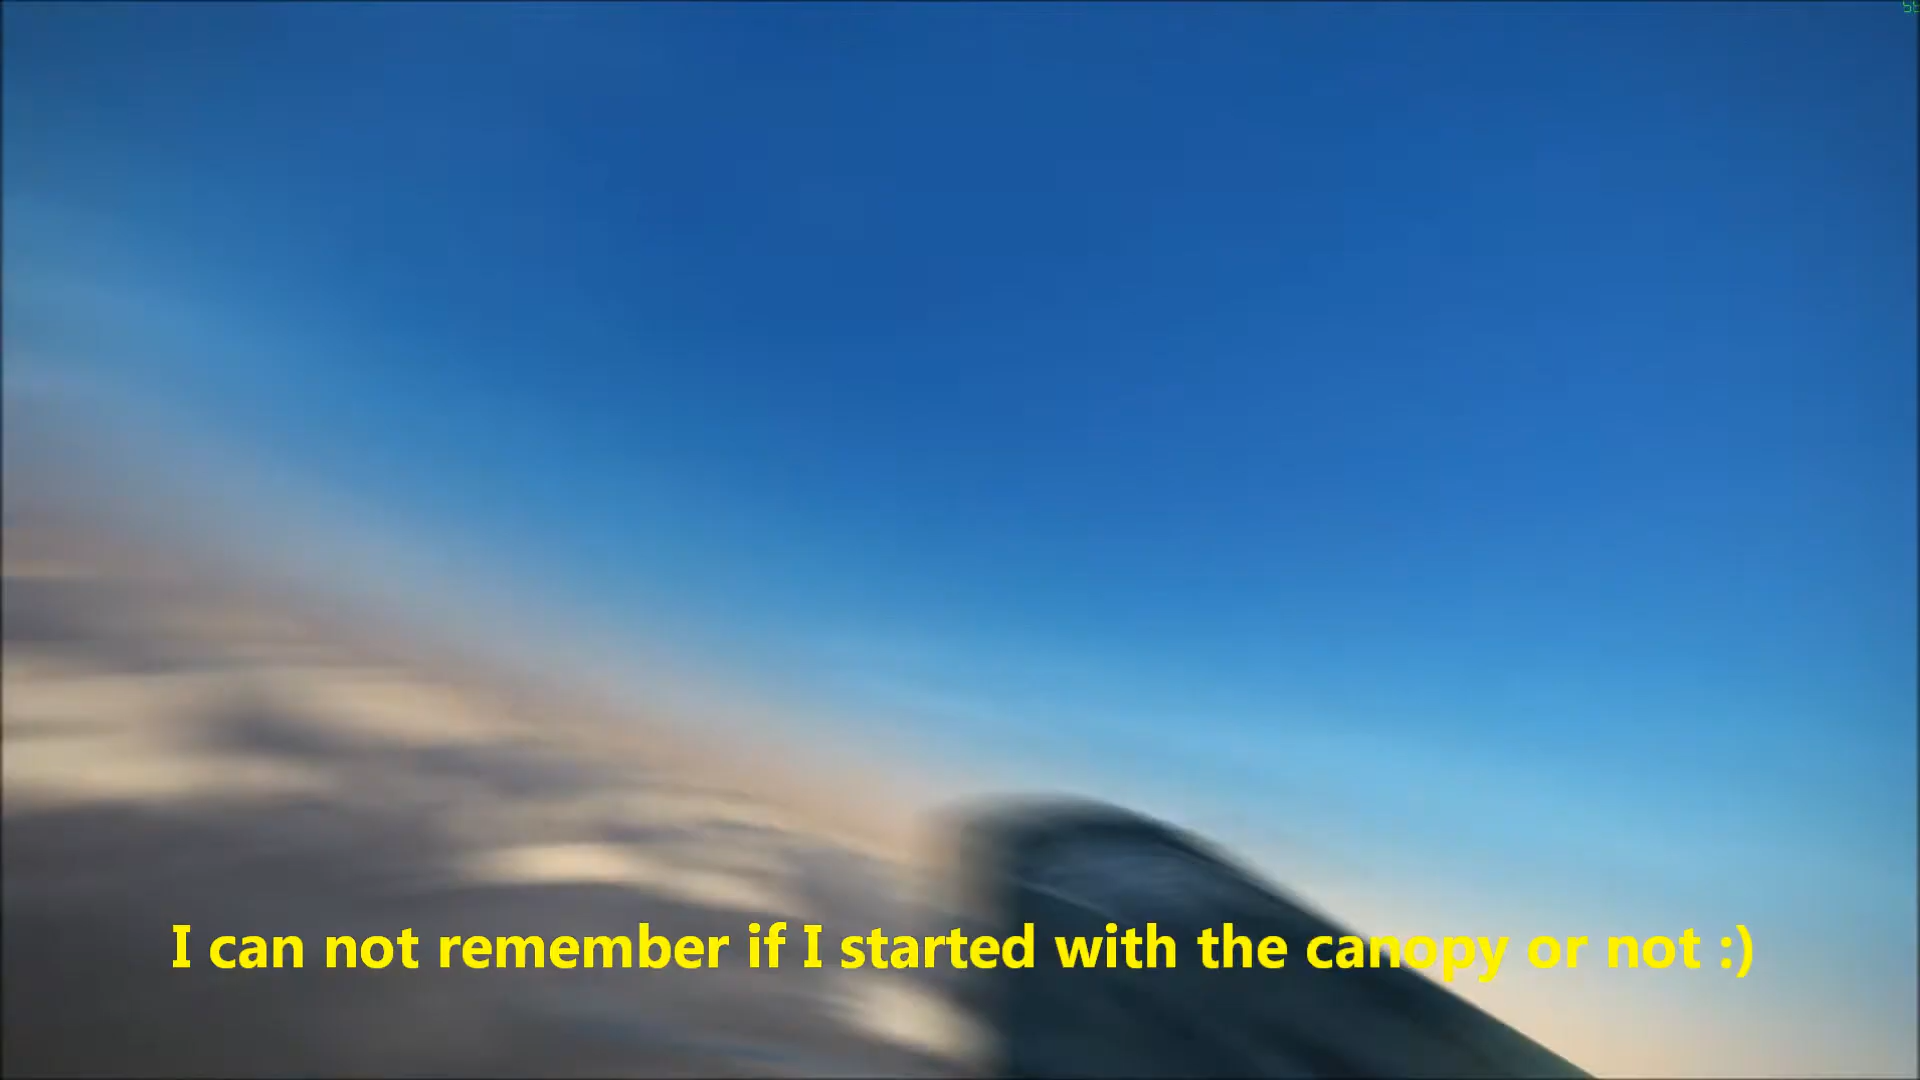 I can not remember if I started with the canopy or not :)